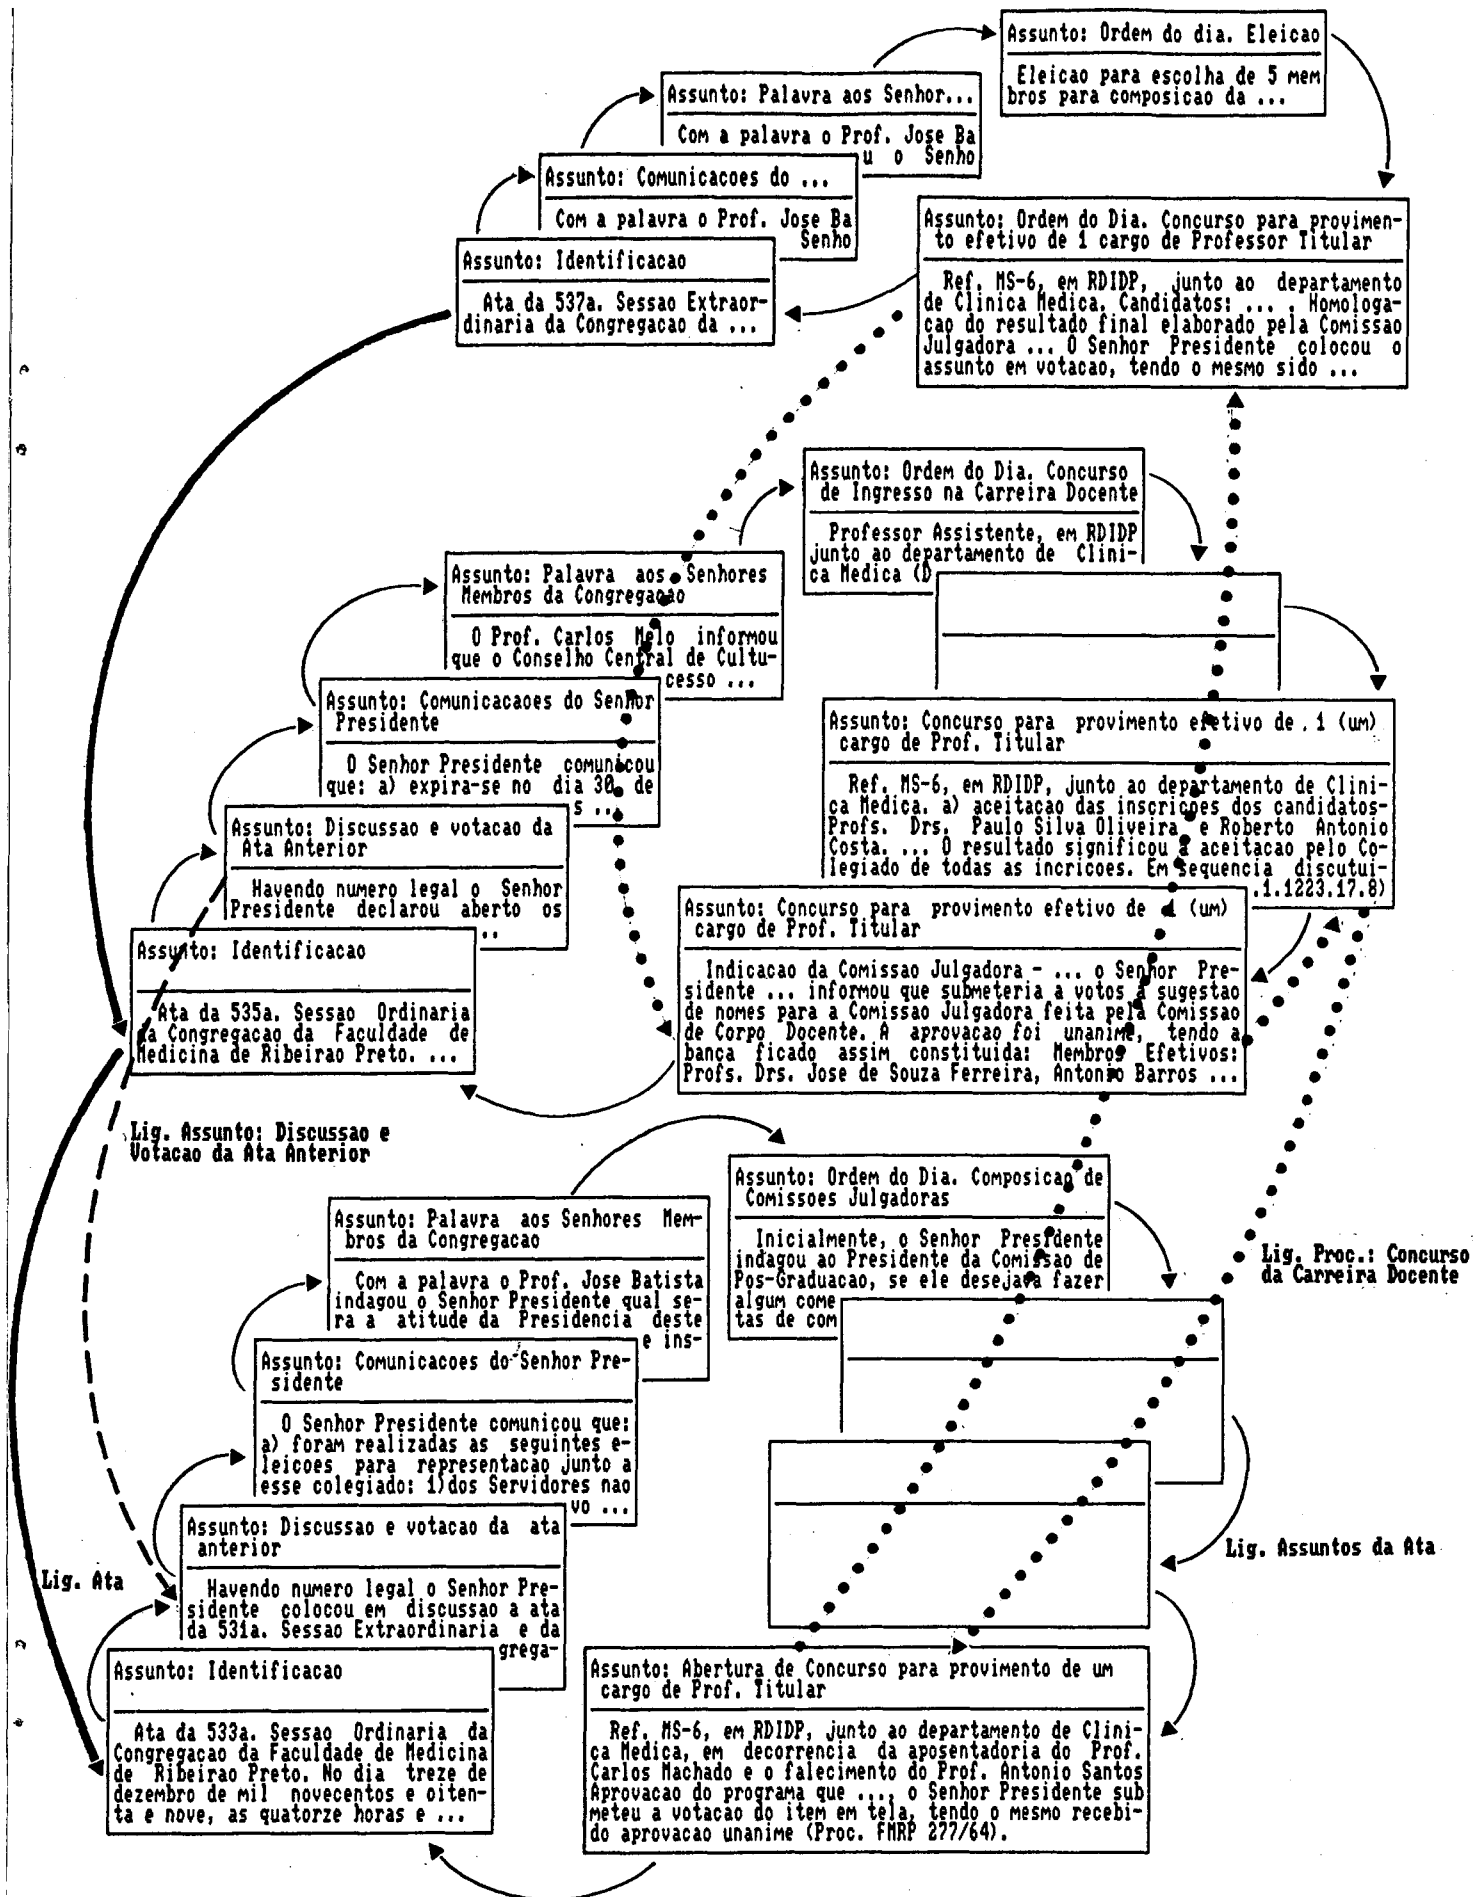 Assunto: Ordem do dia. Eleicao
Eleicao para escolha de 5 mem
bros para composicao da ...
Assunto: Palavra aos Senhor...
Com a palavra o Prof. Jose Ba
u o Senho
Assunto: Comunicacoes do ...
Com a palavra o Prof. Jose Ba
Senho
Assunto: Identificacao
Ata da 537a. Sessao Extraor-
dinaria da Congregacao da ...
Assunto: Ordem do Dia. Concurso para provimen-
to efetivo de 1 cargo de Professor Titular
Ref. MS-6, em RDIDP, junto ao departamento
de Clinica Medica. Candidatos: ... . Homologa-
cao do resultado final elaborado pela Comissao
Julgadora ... O Senhor Presidente colocou o
assunto em votacao, tendo o mesmo sido ...
Assunto: Ordem do Dia. Concurso
de Ingresso na Carreira Docente
Professor Assistente, em RDIDP
junto ao departamento de Clini-
ca Medica (D
Assunto: Palavra aos Senhores
Membros da Congregacao
O Prof. Carlos Melo informou
que o Conselho Central de Cultu-
cesso ...
Assunto: Comunicacaoes do Senhor
Presidente
O Senhor Presidente comunicou
que: a) expira-se no dia 30 de
s ...
Assunto: Discussao e votacao da
Ata Anterior
Havendo numero legal o Senhor
Presidente declarou aberto os
..
Assunto: Identificacao
Ata da 535a. Sessao Ordinaria
da Congregacao da Faculdade de
Medicina de Ribeirao Preto. ...
Assunto: Concurso para provimento efetivo de 1 (um)
cargo de Prof. Titular
Ref. MS-6, em RDIDP, junto ao departamento de Clini-
ca Medica. a) aceitacao das inscricoes dos candidatos-
Profs. Drs. Paulo Silva Oliveira e Roberto Antonio
Costa. ... O resultado significou a aceitacao pelo Co-
legiado de todas as incricoes. Em sequencia discutui-
.1.1223.17.8)
Assunto: Concurso para provimento efetivo de 1 (um)
cargo de Prof. Titular
Indicacao da Comissao Julgadora - ... o Senhor Pre-
sidente ... informou que submeteria a votos a sugestao
de nomes para a Comissao Julgadora feita pela Comissao
de Corpo Docente. A aprovacao foi unanime, tendo a
banca ficado assim constituida: Membros Efetivos:
Profs. Drs. Jose de Souza Ferreira, Antonio Barros ...
Lig. Assunto: Discussao e
Votacao da Ata Anterior
Assunto: Ordem do Dia. Composicao de
Comissoes Julgadoras
Inicialmente, o Senhor Presidente
indagou ao Presidente da Comissao de
Pos-Graduacao, se ele desejava fazer
algum come
tas de com
Assunto: Palavra aos Senhores Mem-
bros da Congregacao
Com a palavra o Prof. Jose Batista
indagou o Senhor Presidente qual se-
ra a atitude da Presidencia deste
e ins-
Lig. Proc.: Concurso
da Carreira Docente
Assunto: Comunicacoes do Senhor Pre-
sidente
O Senhor Presidente comunicou que:
a) foram realizadas as seguintes e-
leicoes para representacao junto a
esse colegiado: 1)dos Servidores nao
vo ...
Assunto: Discussao e votacao da ata
anterior
Havendo numero legal o Senhor Pre-
sidente colocou em discussao a ata
da 531a. Sessao Extraordinaria e da
grega-
Lig. Assuntos da Ata
Lig. Ata
Assunto: Identificacao
Ata da 533a. Sessao Ordinaria da
Congregacao da Faculdade de Medicina
de Ribeirao Preto. No dia treze de
dezembro de mil novecentos e oiten-
ta e nove, as quatorze horas e ...
Assunto: Abertura de Concurso para provimento de um
cargo de Prof. Titular
Ref. MS-6, em RDIDP, junto ao departamento de Clini-
ca Medica, em decorrencia da aposentadoria do Prof.
Carlos Machado e o falecimento do Prof. Antonio Santos
Aprovacao do programa que ...., o Senhor Presidente sub
meteu a votacao do item em tela, tendo o mesmo recebi-
do aprovacao unanime (Proc. FMRP 277/64).